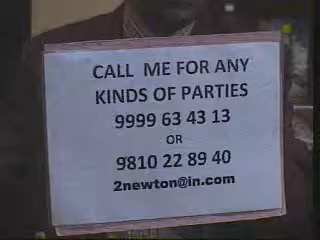 CALL ME FOR ANY
KINDS OF PARTIES
9999 63 43 13
OR
9810 22 89 40
2newton@in.com